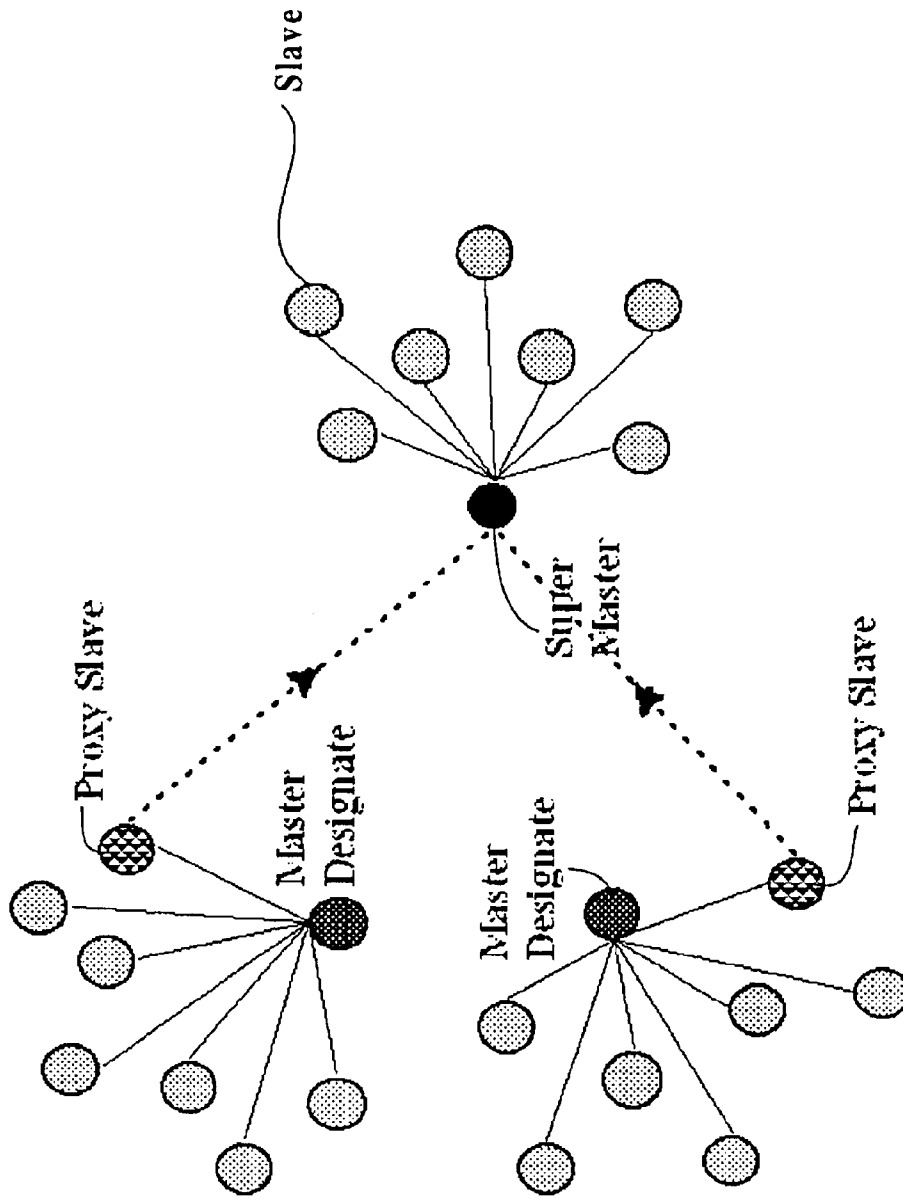 Slave
Proxy Slave
Super
Master
Master
Designate
Master
Designate
Proxy Slave